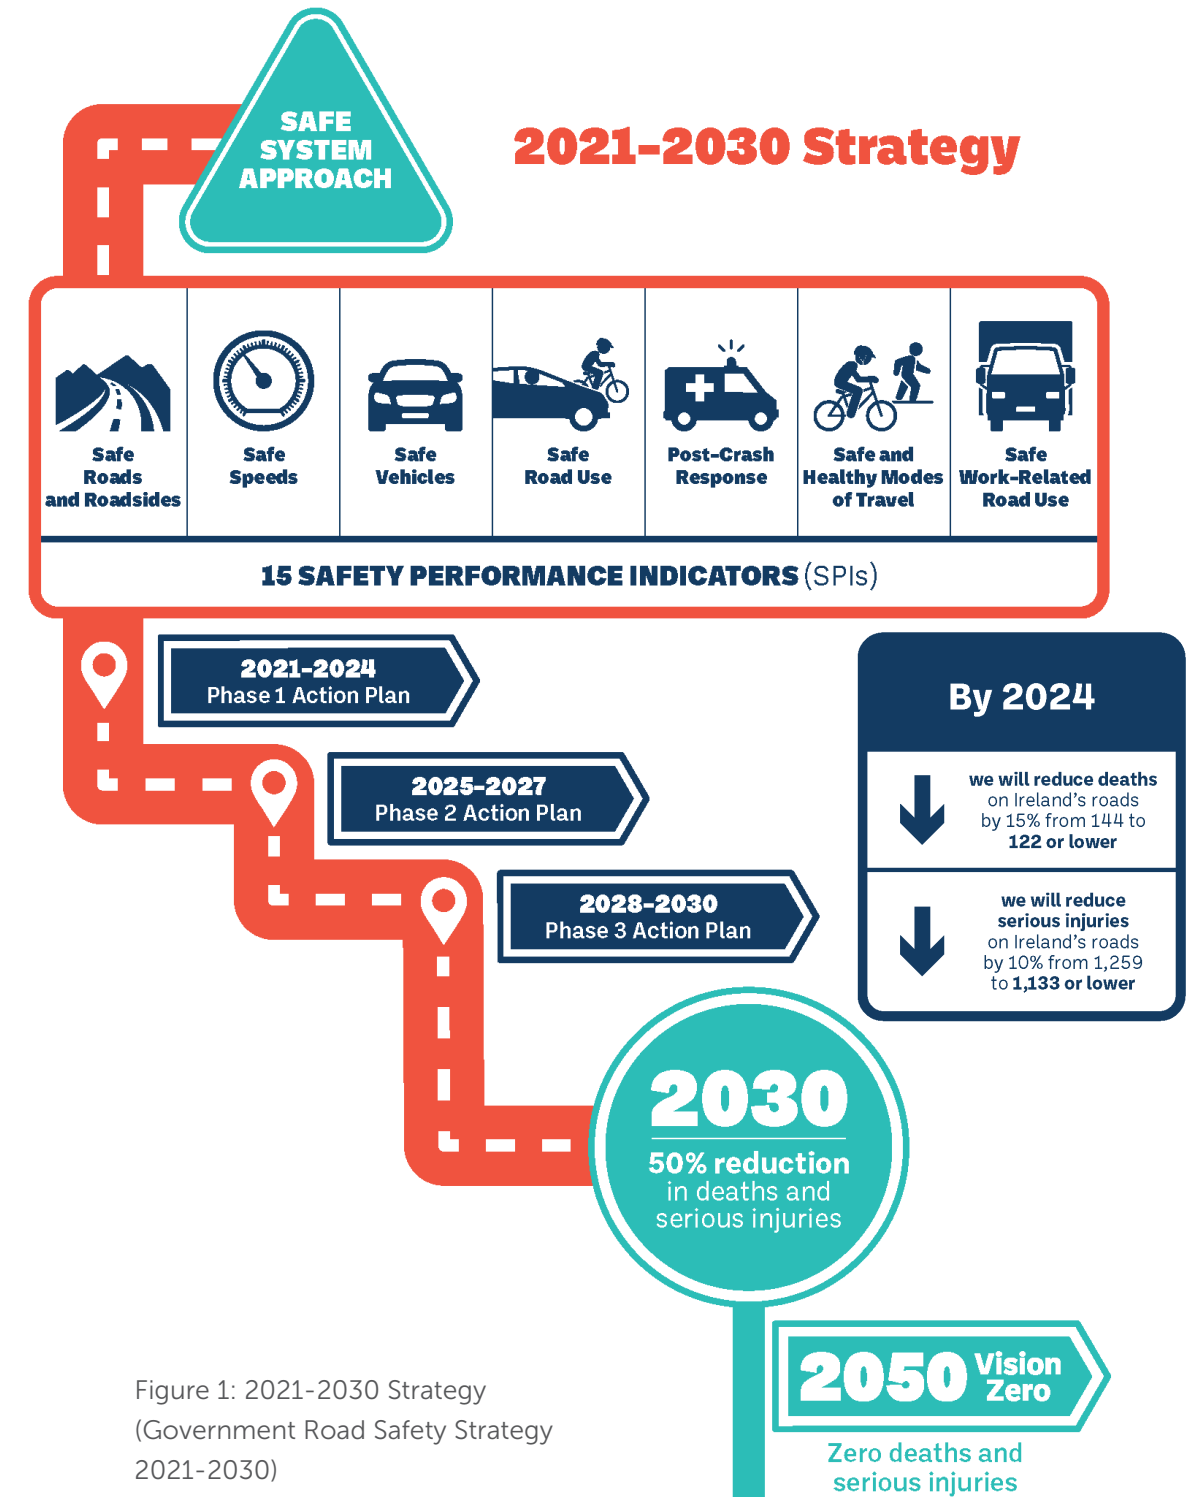 SAFE
SYSTEM
APPROACH
2021-2030 Strategy
Safe
Roads
and Roadsides
Safe
Speeds
Safe
Vehicles
Safe
Road Use
Post-Crash
Response
Safe and
Healthy Modes
of Travel
Safe
Work-Related
Road Use
15 SAFETY PERFORMANCE INDICATORS (SPIs)
2021-2024
Phase 1 Action Plan
2025-2027
Phase 2 Action Plan
2028-2030
Phase 3 Action Plan
By 2024
we will reduce deaths
on Ireland's roads
by 15% from 144 to
122 or lower
we will reduce
serious injuries
on Ireland's roads
by 10% from 1,259
to 1,133 or lower
2030
50% reduction
in deaths and
serious injuries
2050 Vision
Zero
Zero deaths and
serious injuries
Figure 1: 2021-2030 Strategy
(Government Road Safety Strategy
2021-2030)